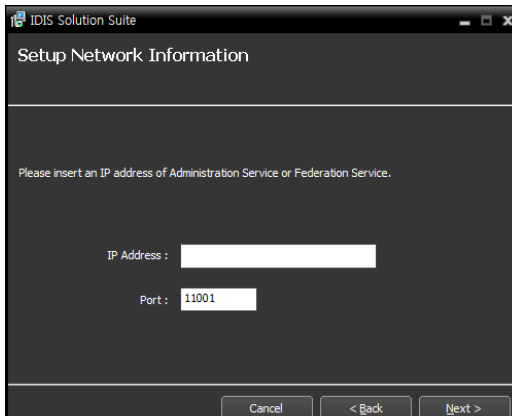 IDIS Solution Suite
Setup Network Information
Please insert an IP address of Administration Service or Federation Service.
IP Address :
Port : 11001
Cancel < Back Next >